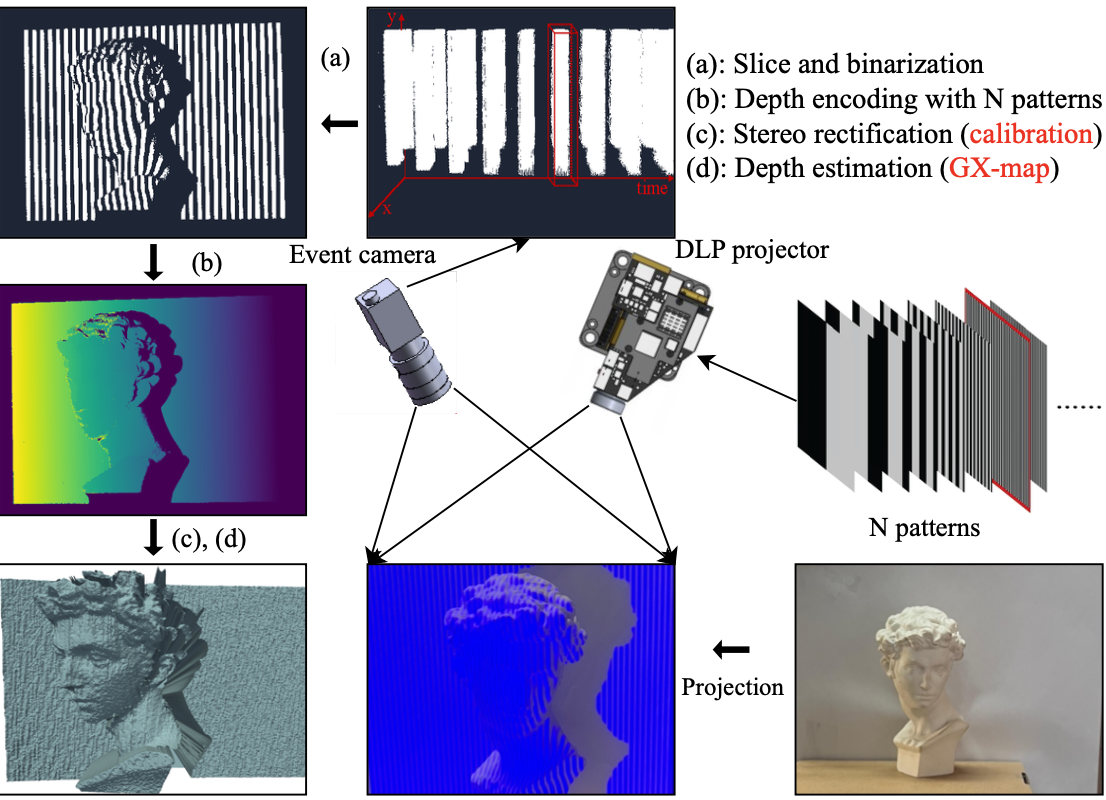 y
(a)
time
x
(a): Slice and binarization
(b): Depth encoding with N patterns
(c): Stereo rectification (calibration)
(d): Depth estimation (GX-map)
(b)
Event camera
DLP projector
......
N patterns
(c), (d)
Projection